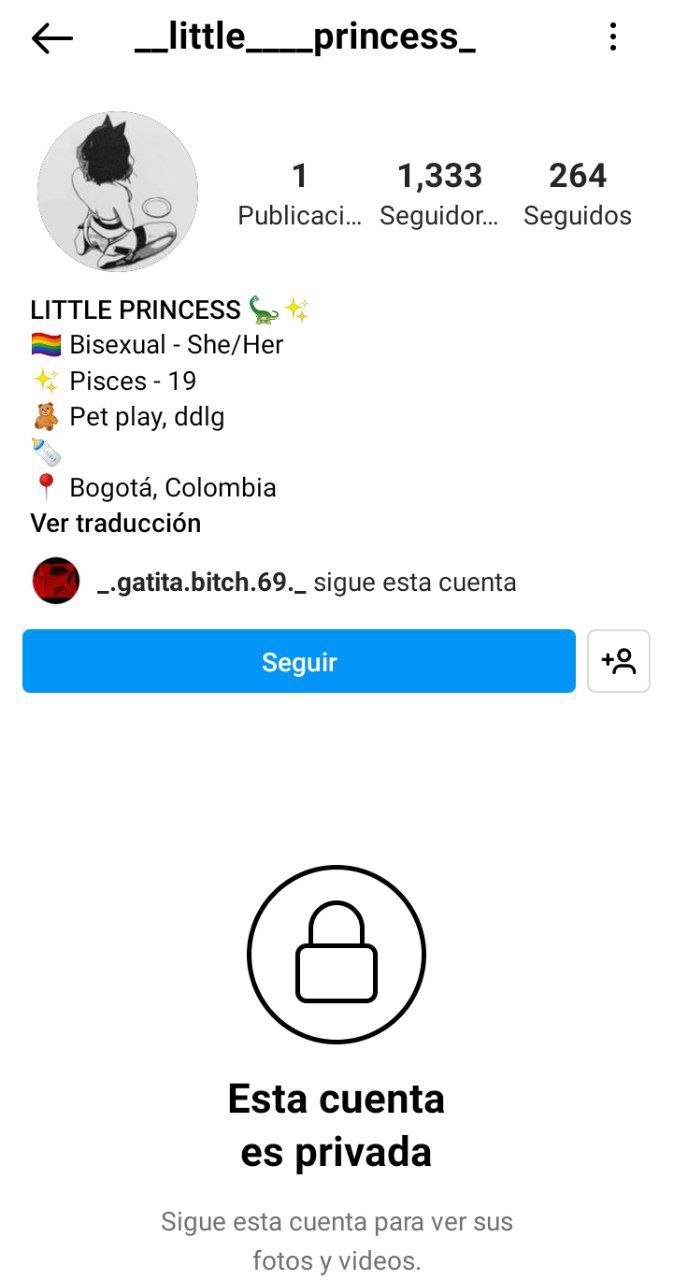 __little____princess_
1 1,333 264
Publicaci... Seguidor... Seguidos
LITTLE PRINCESS 🦕✨
🏳️‍🌈 Bisexual - She/Her
✨ Pisces - 19
🧸 Pet play, ddlg
🍼
📍 Bogotá, Colombia
Ver traducción
_.gatita.bitch.69._ sigue esta cuenta
Seguir
Esta cuenta
es privada
Sigue esta cuenta para ver sus
fotos y videos.